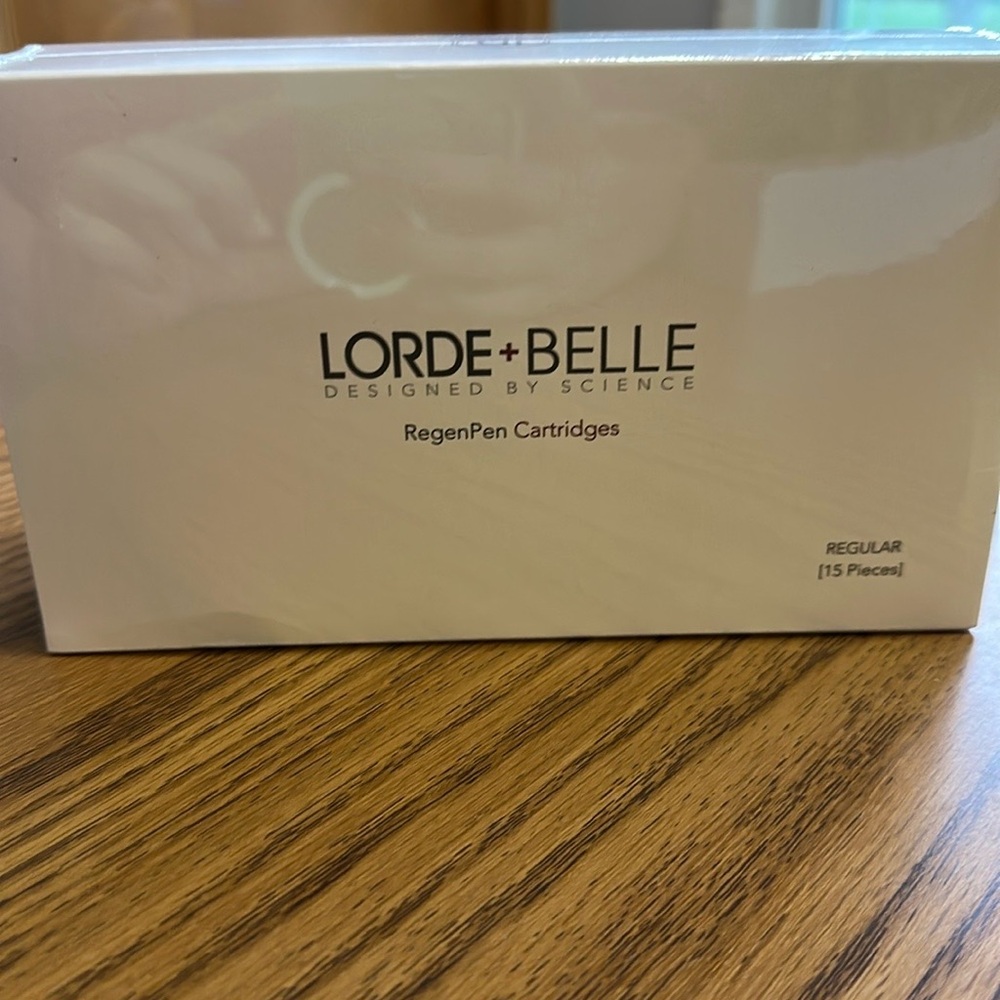 LORDE+BELLE
DESIGNED BY SCIENCE
RegenPen Cartridges
REGULAR
[15 Pieces]